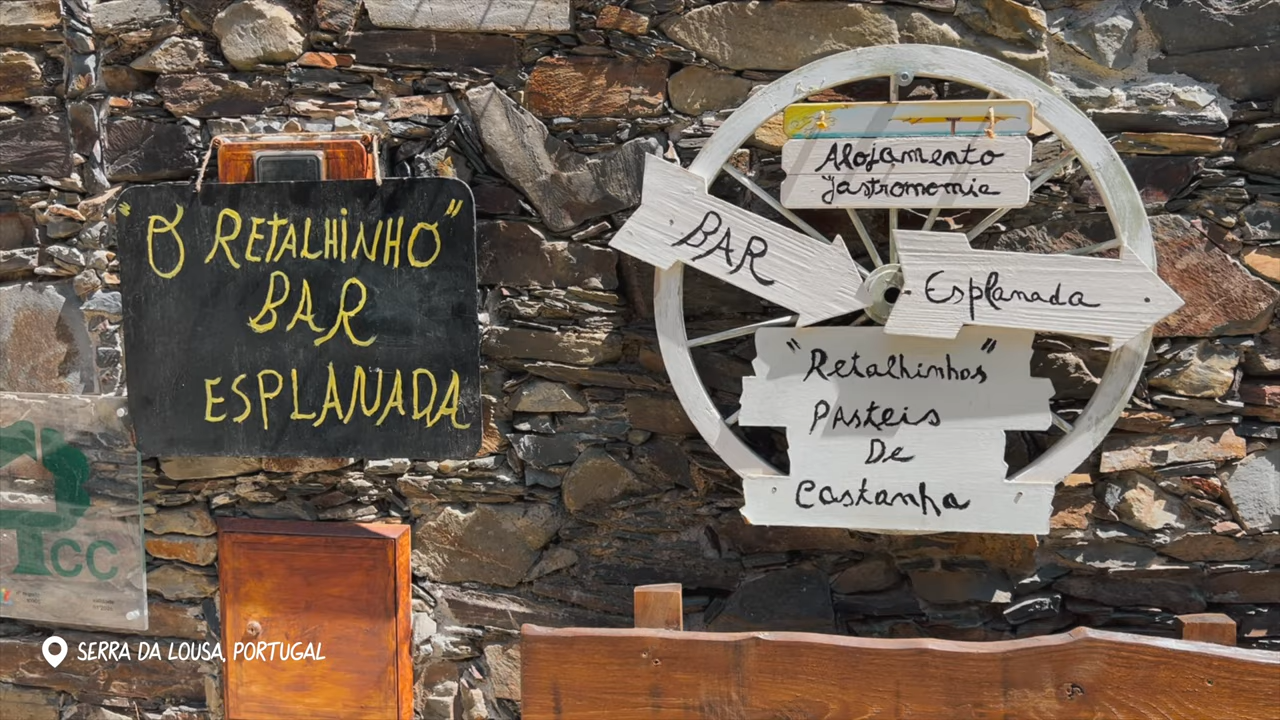 "O RETALHINHO"
BAR
ESPLANADA
Alojamento
gastronomia
BAR
Esplanada
"Retalhinhos"
PASteis
De
Castanha
CC
SERRA DA LOUSA, PORTUGAL